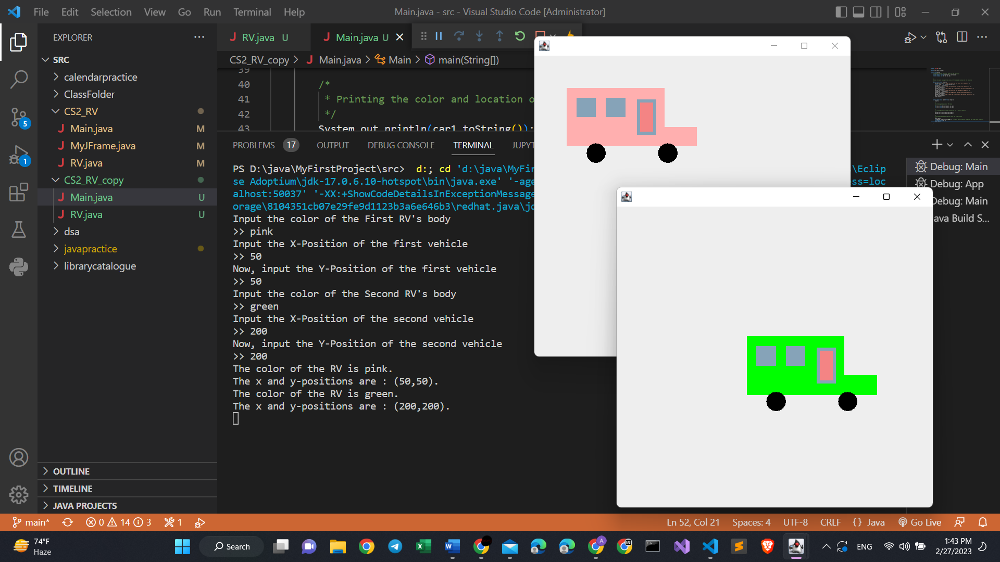 File Edit Selection View Go Run Terminal Help
Main.java - src - Visual Studio Code [Administrator]
EXPLORER
SRC
calendarpractice
ClassFolder
CS2_RV
Main.java M
MyJFrame.java M
RV.java M
CS2_RV_copy
Main.java U
RV.java U
dsa
javapractice
librarycatalogue
5
1
OUTLINE
TIMELINE
JAVA PROJECTS
RV.java U
Main.java U
CS2_RV_copy > Main.java > Main > main(String[])
39
40 /*
41 * Printing the color and location o
42 */
43 System.out.println(car1.toString());
PROBLEMS 17 OUTPUT DEBUG CONSOLE TERMINAL JUPYT
PS D:\java\MyFirstProject\src> d:; cd 'd:\java\MyFir \Eclip
se Adoptium\jdk-17.0.6.10-hotspot\bin\java.exe' '-age ss=loc
alhost:50037' '-XX:+ShowCodeDetailsInExceptionMessage
orage\8104351cb07e29fe9d1123b3a6e646b3\redhat.java\jd
Input the color of the First RV's body
>> pink
Input the X-Position of the first vehicle
>> 50
Now, input the Y-Position of the first vehicle
>> 50
Input the color of the Second RV's body
>> green
Input the X-Position of the second vehicle
>> 200
Now, input the Y-Position of the second vehicle
>> 200
The color of the RV is pink.
The x and y-positions are : (50,50).
The color of the RV is green.
The x and y-positions are : (200,200).
Debug: Main
Debug: App
Debug: Main
ava Build S...
main* 0 14 3 1
Ln 52, Col 21 Spaces: 4 UTF-8 CRLF {} Java Go Live
74°F
Haze
Search
ENG
1:43 PM
2/27/2023